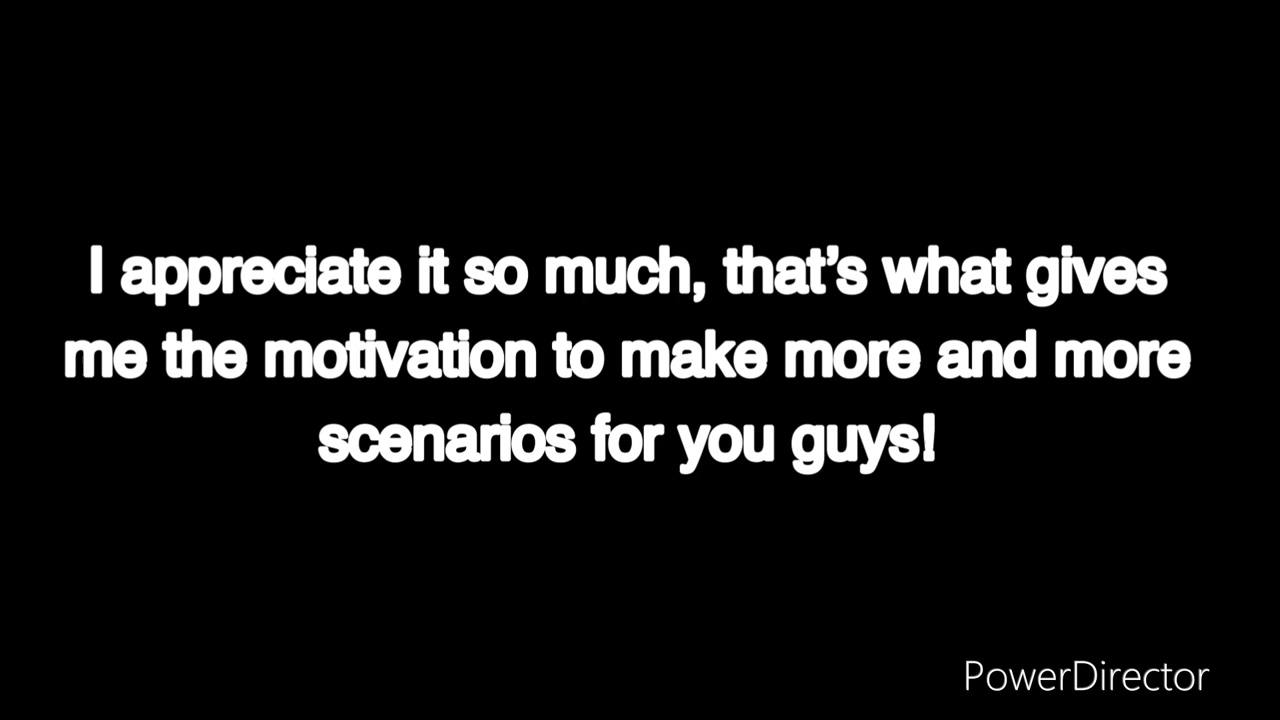 I appreciate it so much, that’s what gives
me the motivation to make more and more
scenarios for you guys!
PowerDirector